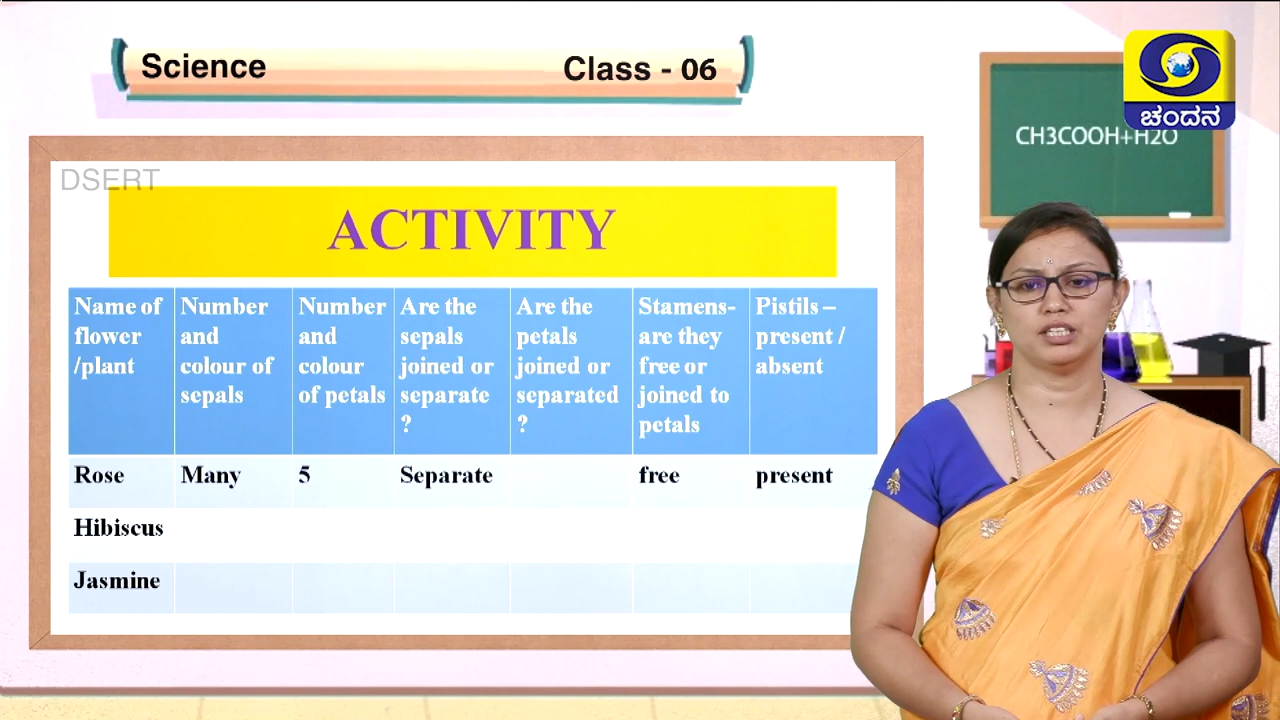 Science
Class - 06
ಚಂದನ
CH3COOH+H2O
DSERT
ACTIVITY
Name of flower /plant
Number and colour of sepals
Number and colour of petals
Are the sepals joined or separate ?
Are the petals joined or separated ?
Stamens- are they free or joined to petals
Pistils – present / absent
Rose
Many
5
Separate
free
present
Hibiscus
Jasmine